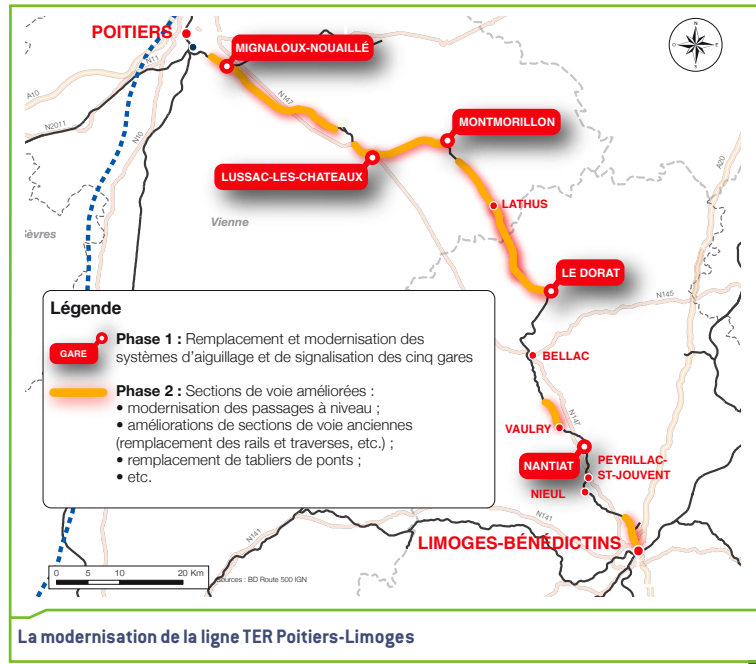 POITIERS
MIGNALOUX-NOUAILLÉ
N
O
E
S
N11
A10
N147
N2011
N10
MONTMORILLON
A20
LUSSAC-LES-CHATEAUX
LATHUS
Vienne
Sèvres
LE DORAT
N145
Légende
GARE
Phase 1 : Remplacement et modernisation des
systèmes d'aiguillage et de signalisation des cinq gares
Phase 2 : Sections de voie améliorées :
• modernisation des passages à niveau ;
• améliorations de sections de voie anciennes
(remplacement des rails et traverses, etc.) ;
• remplacement de tabliers de ponts ;
• etc.
BELLAC
N147
VAULRY
NANTIAT
PEYRILLAC-
ST-JOUVENT
NIEUL
N141
N141
LIMOGES-BÉNÉDICTINS
0 5 10 20 Km
Sources : BD Route 500 IGN
La modernisation de la ligne TER Poitiers-Limoges